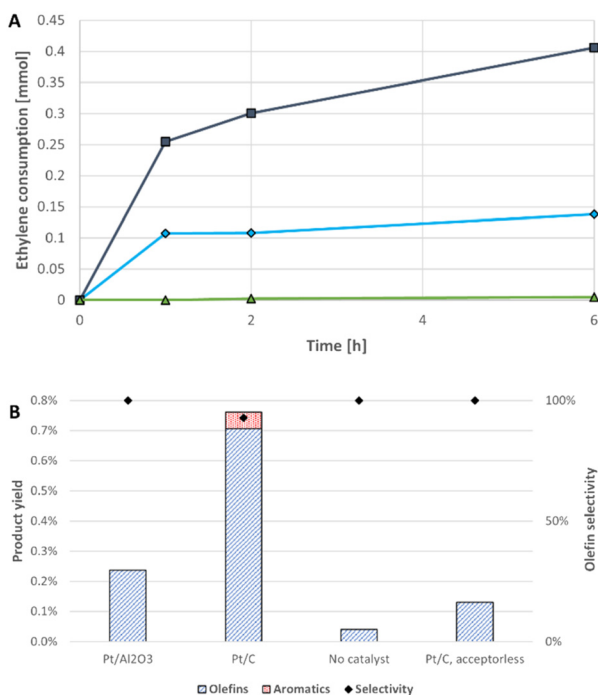 A
0.45
0.4
0.35
0.3
0.25
0.2
0.15
0.1
0.05
0
Ethylene consumption [mmol]
0 2 4 6
Time [h]
B
0.8%
0.7%
0.6%
0.5%
0.4%
0.3%
0.2%
0.1%
0.0%
Product yield
100%
50%
0%
Olefin selectivity
Pt/Al2O3 Pt/C No catalyst Pt/C, acceptorless
Olefins Aromatics Selectivity